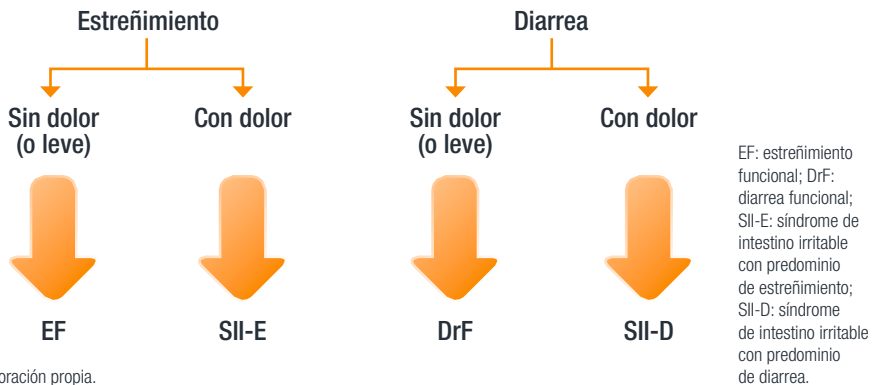 Estreñimiento
Diarrea
Sin dolor
(o leve)
Con dolor
Sin dolor
(o leve)
Con dolor
EF
SII-E
DrF
SII-D
EF: estreñimiento
funcional; DrF:
diarrea funcional;
SII-E: síndrome de
intestino irritable
con predominio
de estreñimiento;
SII-D: síndrome
de intestino irritable
con predominio
de diarrea.
oración propia.